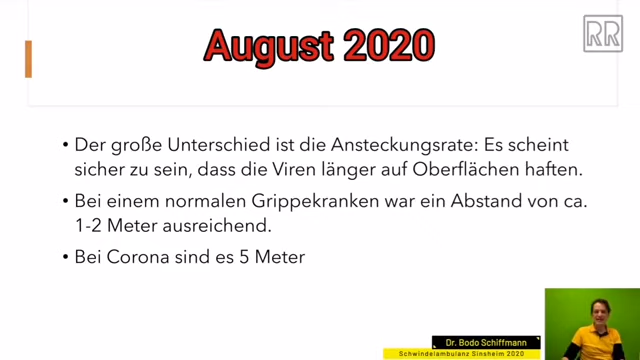 RR
August 2020
• Der große Unterschied ist die Ansteckungsrate: Es scheint
sicher zu sein, dass die Viren länger auf Oberflächen haften.
• Bei einem normalen Grippekranken war ein Abstand von ca.
1-2 Meter ausreichend.
• Bei Corona sind es 5 Meter
Dr. Bodo Schiffmann
Schwindelambulanz Sinsheim 2020